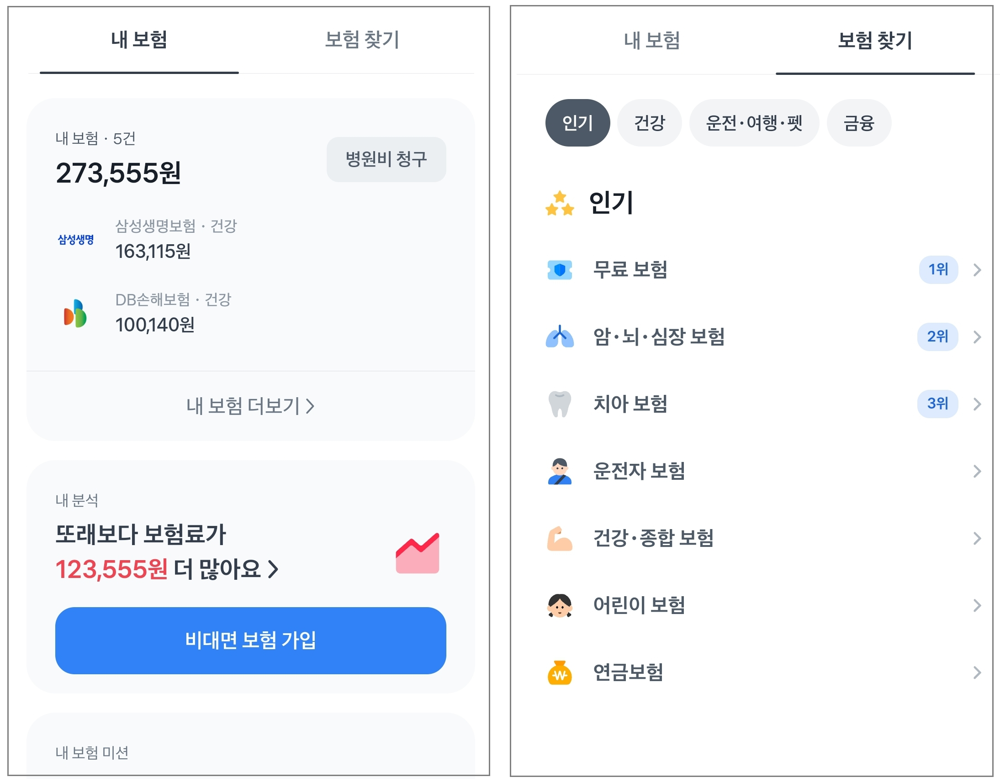 내 보험
보험 찾기
내 보험 · 5건
273,555원
병원비 청구
삼성생명
삼성생명보험 · 건강
163,115원
DB손해보험 · 건강
100,140원
내 보험 더보기 >
내 분석
또래보다 보험료가
123,555원 더 많아요 >
비대면 보험 가입
내 보험 미션
내 보험
보험 찾기
인기
건강
운전·여행·펫
금융
인기
무료 보험
1위
암·뇌·심장 보험
2위
치아 보험
3위
운전자 보험
건강·종합 보험
어린이 보험
연금보험